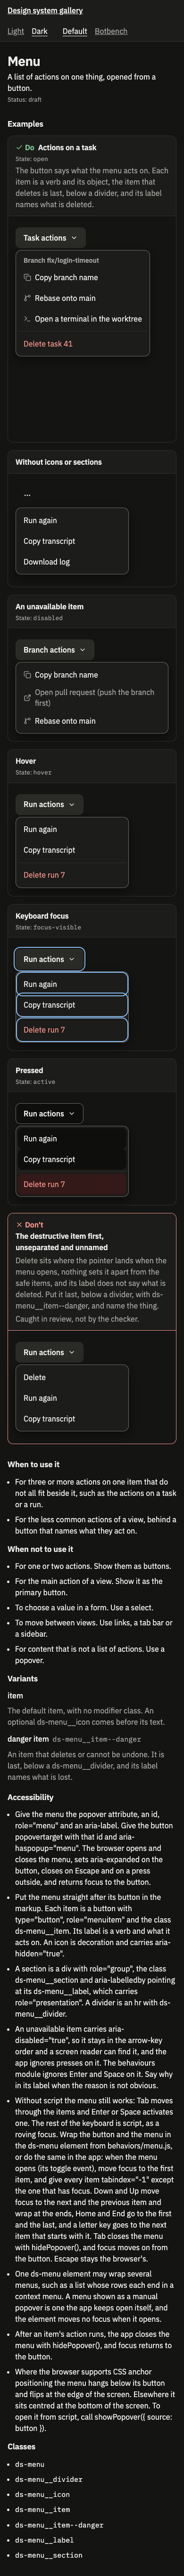 Design system gallery
Light Dark Default Botbench
Menu
A list of actions on one thing, opened from a
button.
Status: draft
Examples
Do Actions on a task
State: open
The button says what the menu acts on. Each
item is a verb and its object, the item that
deletes is last, below a divider, and its label
names what is deleted.
Task actions
Branch fix/login-timeout
Copy branch name
Rebase onto main
Open a terminal in the worktree
Delete task 41
Without icons or sections
…
Run again
Copy transcript
Download log
An unavailable item
State: disabled
Branch actions
Copy branch name
Open pull request (push the branch
first)
Rebase onto main
Hover
State: hover
Run actions
Run again
Copy transcript
Delete run 7
Keyboard focus
State: focus-visible
Run actions
Run again
Copy transcript
Delete run 7
Pressed
State: active
Run actions
Run again
Copy transcript
Delete run 7
Don't
The destructive item first,
unseparated and unnamed
Delete sits where the pointer lands when the
menu opens, nothing sets it apart from the
safe items, and its label does not say what is
deleted. Put it last, below a divider, with ds-
menu__item--danger, and name the thing.
Caught in review, not by the checker.
Run actions
Delete
Run again
Copy transcript
When to use it
• For three or more actions on one item that do
not all fit beside it, such as the actions on a task
or a run.
• For the less common actions of a view, behind a
button that names what they act on.
When not to use it
• For one or two actions. Show them as buttons.
• For the main action of a view. Show it as the
primary button.
• To choose a value in a form. Use a select.
• To move between views. Use links, a tab bar or
a sidebar.
• For content that is not a list of actions. Use a
popover.
Variants
item
The default item, with no modifier class. An
optional ds-menu__icon comes before its text.
danger item ds-menu__item--danger
An item that deletes or cannot be undone. It is
last, below a ds-menu__divider, and its label
names what is lost.
Accessibility
• Give the menu the popover attribute, an id,
role="menu" and an aria-label. Give the button
popovertarget with that id and aria-
haspopup="menu". The browser opens and
closes the menu, sets aria-expanded on the
button, closes on Escape and on a press
outside, and returns focus to the button.
• Put the menu straight after its button in the
markup. Each item is a button with
type="button", role="menuitem" and the class
ds-menu__item. Its label is a verb and what it
acts on. An icon is decoration and carries aria-
hidden="true".
• A section is a div with role="group", the class
ds-menu__section and aria-labelledby pointing
at its ds-menu__label, which carries
role="presentation". A divider is an hr with ds-
menu__divider.
• An unavailable item carries aria-
disabled="true", so it stays in the arrow-key
order and a screen reader can find it, and the
app ignores presses on it. The behaviours
module ignores Enter and Space on it. Say why
in its label when the reason is not obvious.
• Without script the menu still works: Tab moves
through the items and Enter or Space activates
one. The rest of the keyboard is script, as a
roving focus. Wrap the button and the menu in
the ds-menu element from behaviors/menu.js,
or do the same in the app: when the menu
opens (its toggle event), move focus to the first
item, and give every item tabindex="-1" except
the one that has focus. Down and Up move
focus to the next and the previous item and
wrap at the ends, Home and End go to the first
and the last, and a letter key goes to the next
item that starts with it. Tab closes the menu
with hidePopover(), and focus moves on from
the button. Escape stays the browser's.
• One ds-menu element may wrap several
menus, such as a list whose rows each end in a
context menu. A menu shown as a manual
popover is one the app keeps open itself, and
the element moves no focus when it opens.
• After an item's action runs, the app closes the
menu with hidePopover(), and focus returns to
the button.
• Where the browser supports CSS anchor
positioning the menu hangs below its button
and flips at the edge of the screen. Elsewhere it
sits centred at the bottom of the screen. To
open it from script, call showPopover({ source:
button }).
Classes
• ds-menu
• ds-menu__divider
• ds-menu__icon
• ds-menu__item
• ds-menu__item--danger
• ds-menu__label
• ds-menu__section